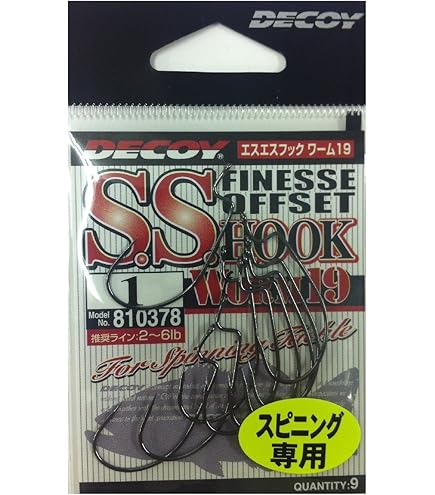 DECOY
DECOY®
エスエスフック ワーム19
FINESSE
OFFSET
S.S.HOOK
1
WORM19
Model No. 810378
推奨ライン:2〜6lb
For Spinning Tackle
DECOY
スピニング
専用
QUANTITY:9